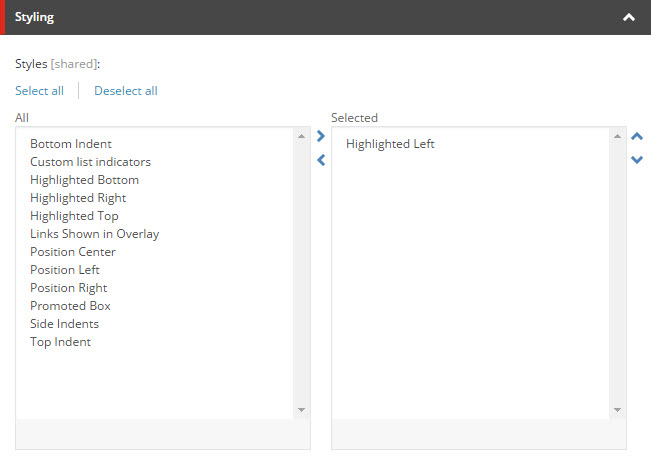 Styling
Styles [shared]:
Select all
Deselect all
All
Bottom Indent
Custom list indicators
Highlighted Bottom
Highlighted Right
Highlighted Top
Links Shown in Overlay
Position Center
Position Left
Position Right
Promoted Box
Side Indents
Top Indent
Selected
Highlighted Left